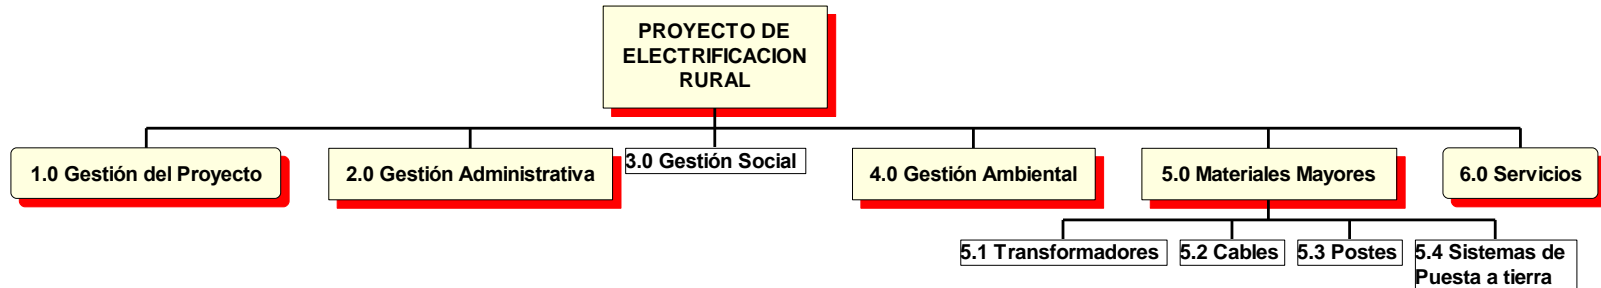 PROYECTO DE
ELECTRIFICACION
RURAL
1.0 Gestión del Proyecto
2.0 Gestión Administrativa
3.0 Gestión Social
4.0 Gestión Ambiental
5.0 Materiales Mayores
6.0 Servicios
5.1 Transformadores
5.2 Cables
5.3 Postes
5.4 Sistemas de
Puesta a tierra